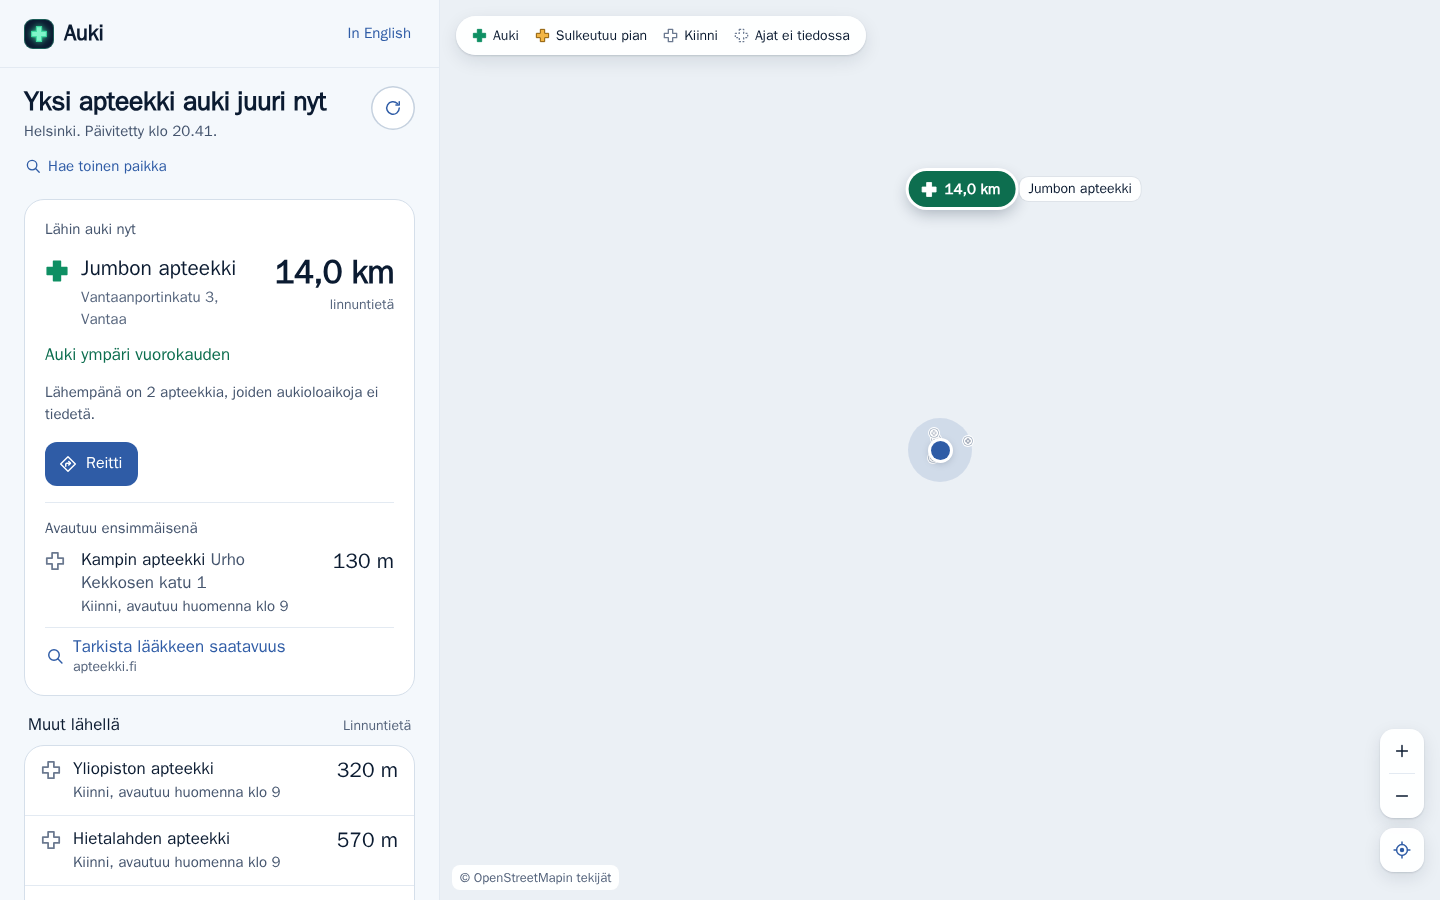 Auki
In English
Yksi apteekki auki juuri nyt
Helsinki. Päivitetty klo 20.41.
Hae toinen paikka
Lähin auki nyt
Jumbon apteekki
14,0 km
Vantaanportinkatu 3,
Vantaa
linnuntietä
Auki ympäri vuorokauden
Lähempänä on 2 apteekkia, joiden aukioloaikoja ei
tiedetä.
Reitti
Avautuu ensimmäisenä
Kampin apteekki Urho
Kekkosen katu 1
130 m
Kiinni, avautuu huomenna klo 9
Tarkista lääkkeen saatavuus
apteekki.fi
Muut lähellä
Linnuntietä
Yliopiston apteekki
320 m
Kiinni, avautuu huomenna klo 9
Hietalahden apteekki
570 m
Kiinni, avautuu huomenna klo 9
Auki
Sulkeutuu pian
Kiinni
Ajat ei tiedossa
14,0 km
Jumbon apteekki
+
−
© OpenStreetMapin tekijät